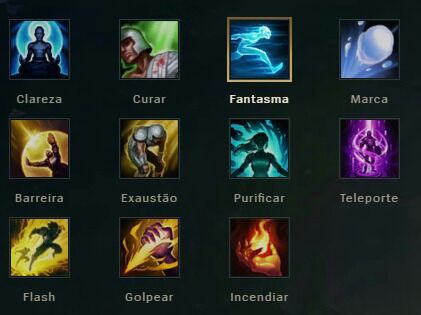 Clareza
Curar
Fantasma
Marca
Barreira
Exaustão
Purificar
Teleporte
Flash
Golpear
Incendiar